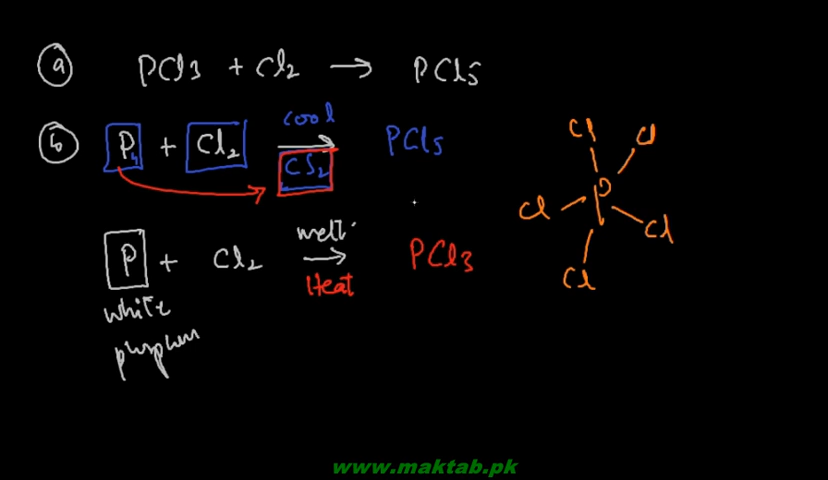 a PCl3 + Cl2 → PCl5
b P4 + Cl2 cool → CS2 PCl5
P + Cl2 melt → Heat PCl3
white
Cl Cl
P
Cl Cl
Cl
www.maktab.pk